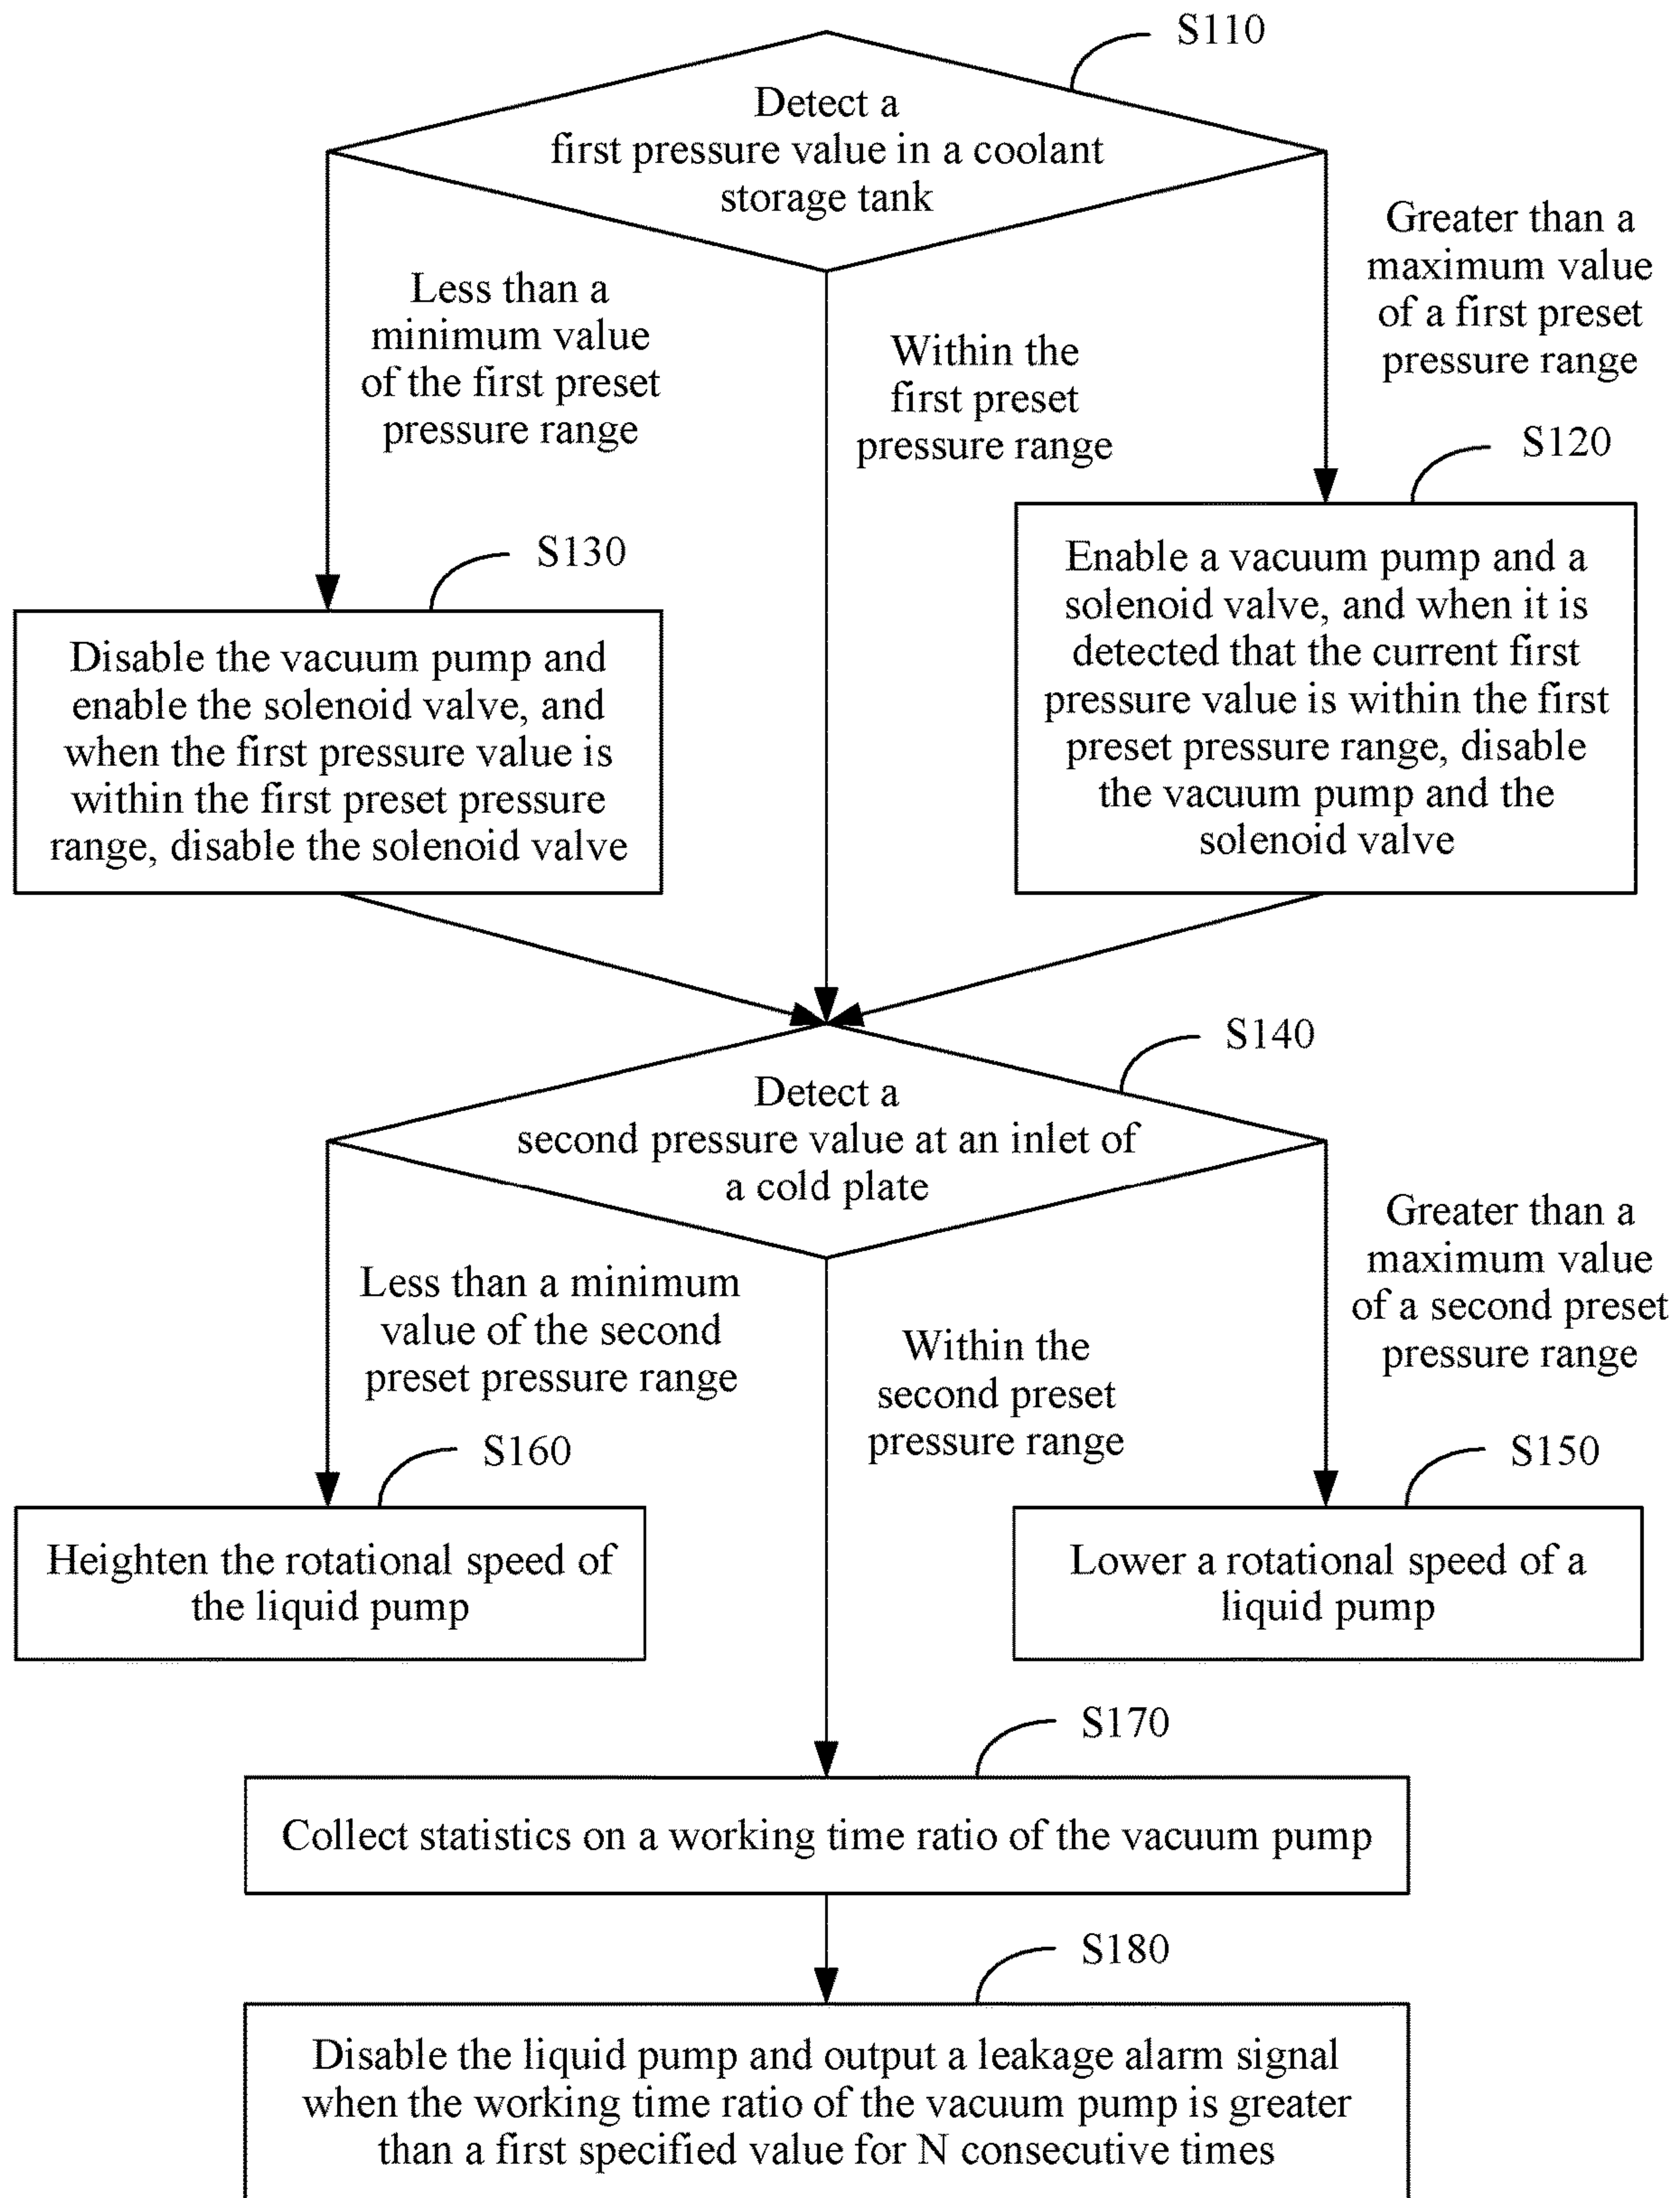 S110
Detect a
first pressure value in a coolant
storage tank
Less than a
minimum value
of the first preset
pressure range
Within the
first preset
pressure range
Greater than a
maximum value
of a first preset
pressure range
S130
Disable the vacuum pump and
enable the solenoid valve, and
when the first pressure value is
within the first preset pressure
range, disable the solenoid valve
S120
Enable a vacuum pump and a
solenoid valve, and when it is
detected that the current first
pressure value is within the first
preset pressure range, disable
the vacuum pump and the
solenoid valve
S140
Detect a
second pressure value at an inlet of
a cold plate
Less than a minimum
value of the second
preset pressure range
Within the
second preset
pressure range
Greater than a
maximum value
of a second preset
pressure range
S160
Heighten the rotational speed of
the liquid pump
S150
Lower a rotational speed of a
liquid pump
S170
Collect statistics on a working time ratio of the vacuum pump
S180
Disable the liquid pump and output a leakage alarm signal
when the working time ratio of the vacuum pump is greater
than a first specified value for N consecutive times